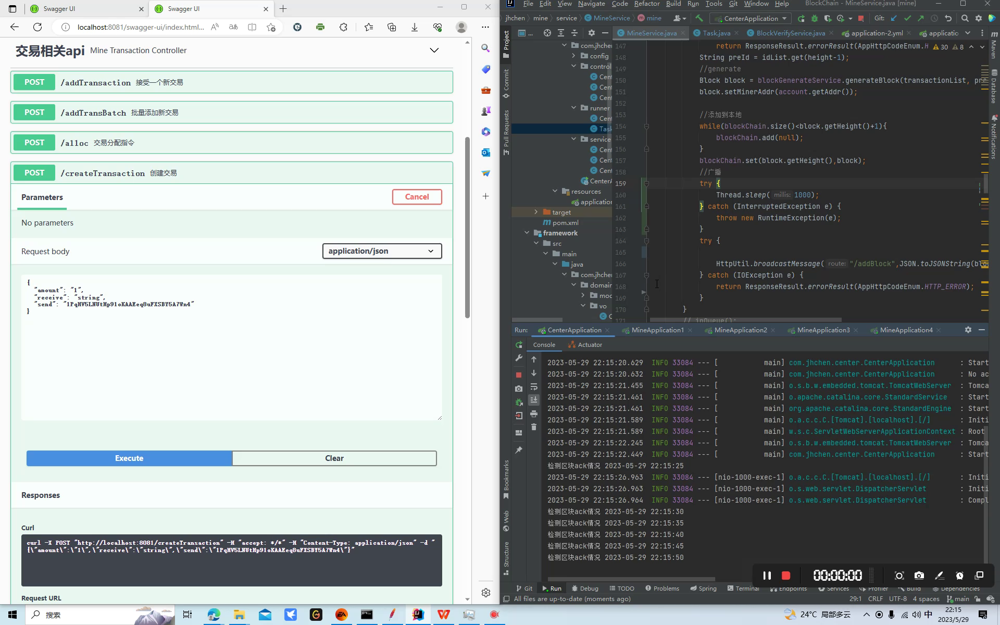 Swagger UI
Swagger UI
localhost:8081/swagger-ui/index.html...
交易相关api Mine Transaction Controller
POST /addTransaction 接受一个新交易
POST /addTransBatch 批量添加新交易
POST /alloc 交易分配指令
POST /createTransaction 创建交易
Parameters
Cancel
No parameters
Request body
application/json
{
"amount": "1",
"receive": "string",
"send": "1PqHV5LNUtMp91oKAAEeq8uFXSBY5A7Wn4"
}
Execute
Clear
Responses
Curl
curl -X POST "http://localhost:8081/createTransaction" -H "accept: */*" -H "Content-Type: application/json" -d "
{\"amount\":\"1\",\"receive\":\"string\",\"send\":\"1PqHV5LNUtMp91oKAAEeq8uFXSBY5A7Wn4\"}"
Request URL
File Edit View Navigate Code Refactor Build Run Tools Git Window Help BlockChain - MineService.java [mine]
jhchen mine service MineService mine CenterApplication Git:
Project
Commit
Pull Requests
Bookmarks
Web
Structure
Maven
Database
Notifications
MineService.java Task.java BlockVerifyService.java application-2.yml applicatio
com.jhche
config
control
Cent
Cent
Cent
runner
Cent
Task
service
Cent
Cent
Cent
CenterA
resources
application
target
pom.xml
framework
src
main
java
com.jhcher
domain
moc
vo
C
30 8
147 return ResponseResult.errorResult(AppHttpCodeEnum.H
148 String preId = idList.get(height-1);
149 //generate
150 Block block = blockGenerateService.generateBlock(transactionList, pre
151 block.setMinerAddr(account.getAddr());
152
153 //添加到本地
154 while(blockChain.size()<block.getHeight()+1){
155 blockChain.add(null);
156 }
157 blockChain.set(block.getHeight(),block);
158 //广播
159 try {
160 Thread.sleep( millis: 1000);
161 } catch (InterruptedException e) {
162 throw new RuntimeException(e);
163 }
164 try {
165
166 HttpUtil.broadcastMessage( route: "/addBlock",JSON.toJSONString(bloc
167 } catch (IOException e) {
168 return ResponseResult.errorResult(AppHttpCodeEnum.HTTP_ERROR);
169 }
170 }
171 // inQueue();
Run: CenterApplication MineApplication1 MineApplication2 MineApplication3 MineApplication4
Console Actuator
2023-05-29 22:15:20.629 INFO 33084 --- [ main] com.jhchen.center.CenterApplication : Start
2023-05-29 22:15:20.632 INFO 33084 --- [ main] com.jhchen.center.CenterApplication : No ac
2023-05-29 22:15:21.455 INFO 33084 --- [ main] o.s.b.w.embedded.tomcat.TomcatWebServer : Tomca
2023-05-29 22:15:21.461 INFO 33084 --- [ main] o.apache.catalina.core.StandardService : Start
2023-05-29 22:15:21.461 INFO 33084 --- [ main] org.apache.catalina.core.StandardEngine : Start
2023-05-29 22:15:21.589 INFO 33084 --- [ main] o.a.c.c.C.[Tomcat].[localhost].[/] : Initi
2023-05-29 22:15:21.589 INFO 33084 --- [ main] w.s.c.ServletWebServerApplicationContext : Root
2023-05-29 22:15:22.245 INFO 33084 --- [ main] o.s.b.w.embedded.tomcat.TomcatWebServer : Tomca
2023-05-29 22:15:22.449 INFO 33084 --- [ main] com.jhchen.center.CenterApplication : Start
检测区块ack情况 2023-05-29 22:15:25
2023-05-29 22:15:26.963 INFO 33084 --- [nio-1000-exec-1] o.a.c.c.C.[Tomcat].[localhost].[/] : Initi
2023-05-29 22:15:26.963 INFO 33084 --- [nio-1000-exec-1] o.s.web.servlet.DispatcherServlet : Initi
2023-05-29 22:15:26.964 INFO 33084 --- [nio-1000-exec-1] o.s.web.servlet.DispatcherServlet : Compl
检测区块ack情况 2023-05-29 22:15:30
检测区块ack情况 2023-05-29 22:15:35
检测区块ack情况 2023-05-29 22:15:40
检测区块ack情况 2023-05-29 22:15:45
检测区块ack情况 2023-05-29 22:15:50
00:00:00
Git Run Debug TODO Problems Spring Terminal Endpoints Services Profiler Build Dependencies
All files are up-to-date (moments ago) 29:1 CRLF UTF-8 4 spaces main
搜索
24°C 局部多云 中 22:15
2023/5/29